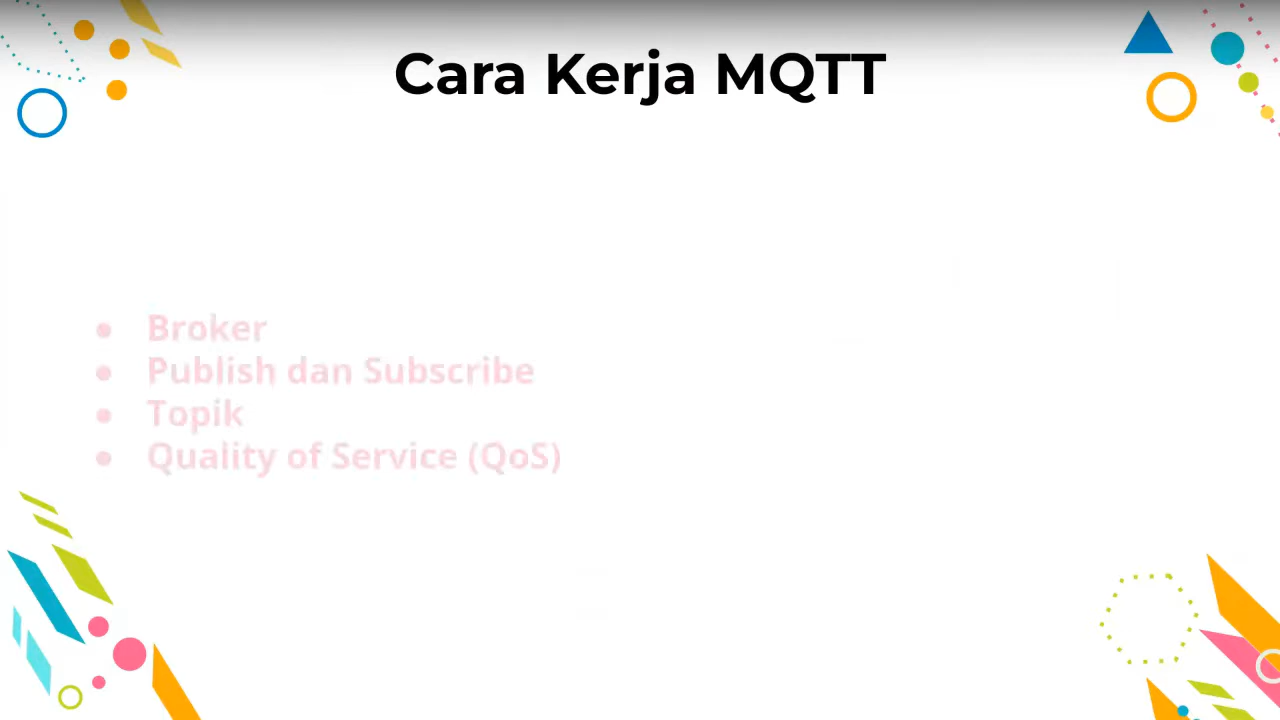 Cara Kerja MQTT
● Broker
● Publish dan Subscribe
● Topik
● Quality of Service (QoS)